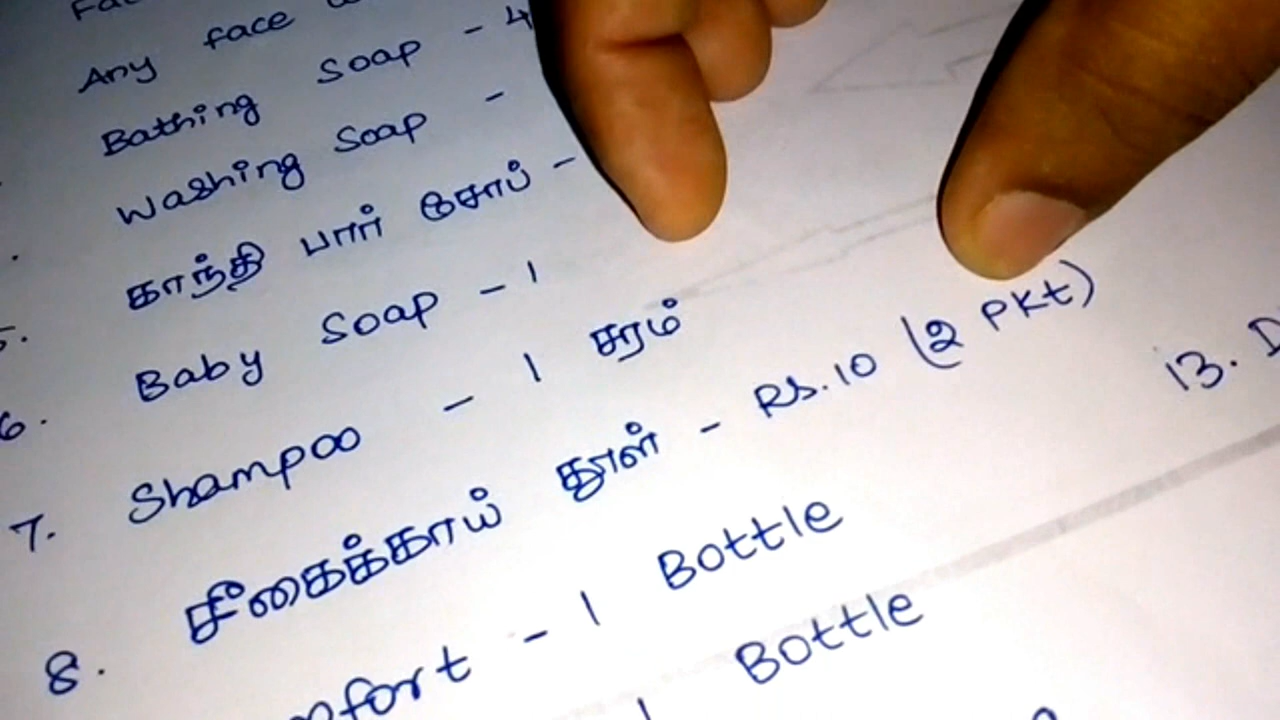 Any face
Bathing Soap - 4
Washing Soap -
காந்தி பார் சோப் -
5.
6. Baby Soap - 1
7. Shampoo - 1 சரம்
8. சீகைக்காய் தூள் - Rs.10 (2 PKt)
13.
- 1 Bottle
1 Bottle